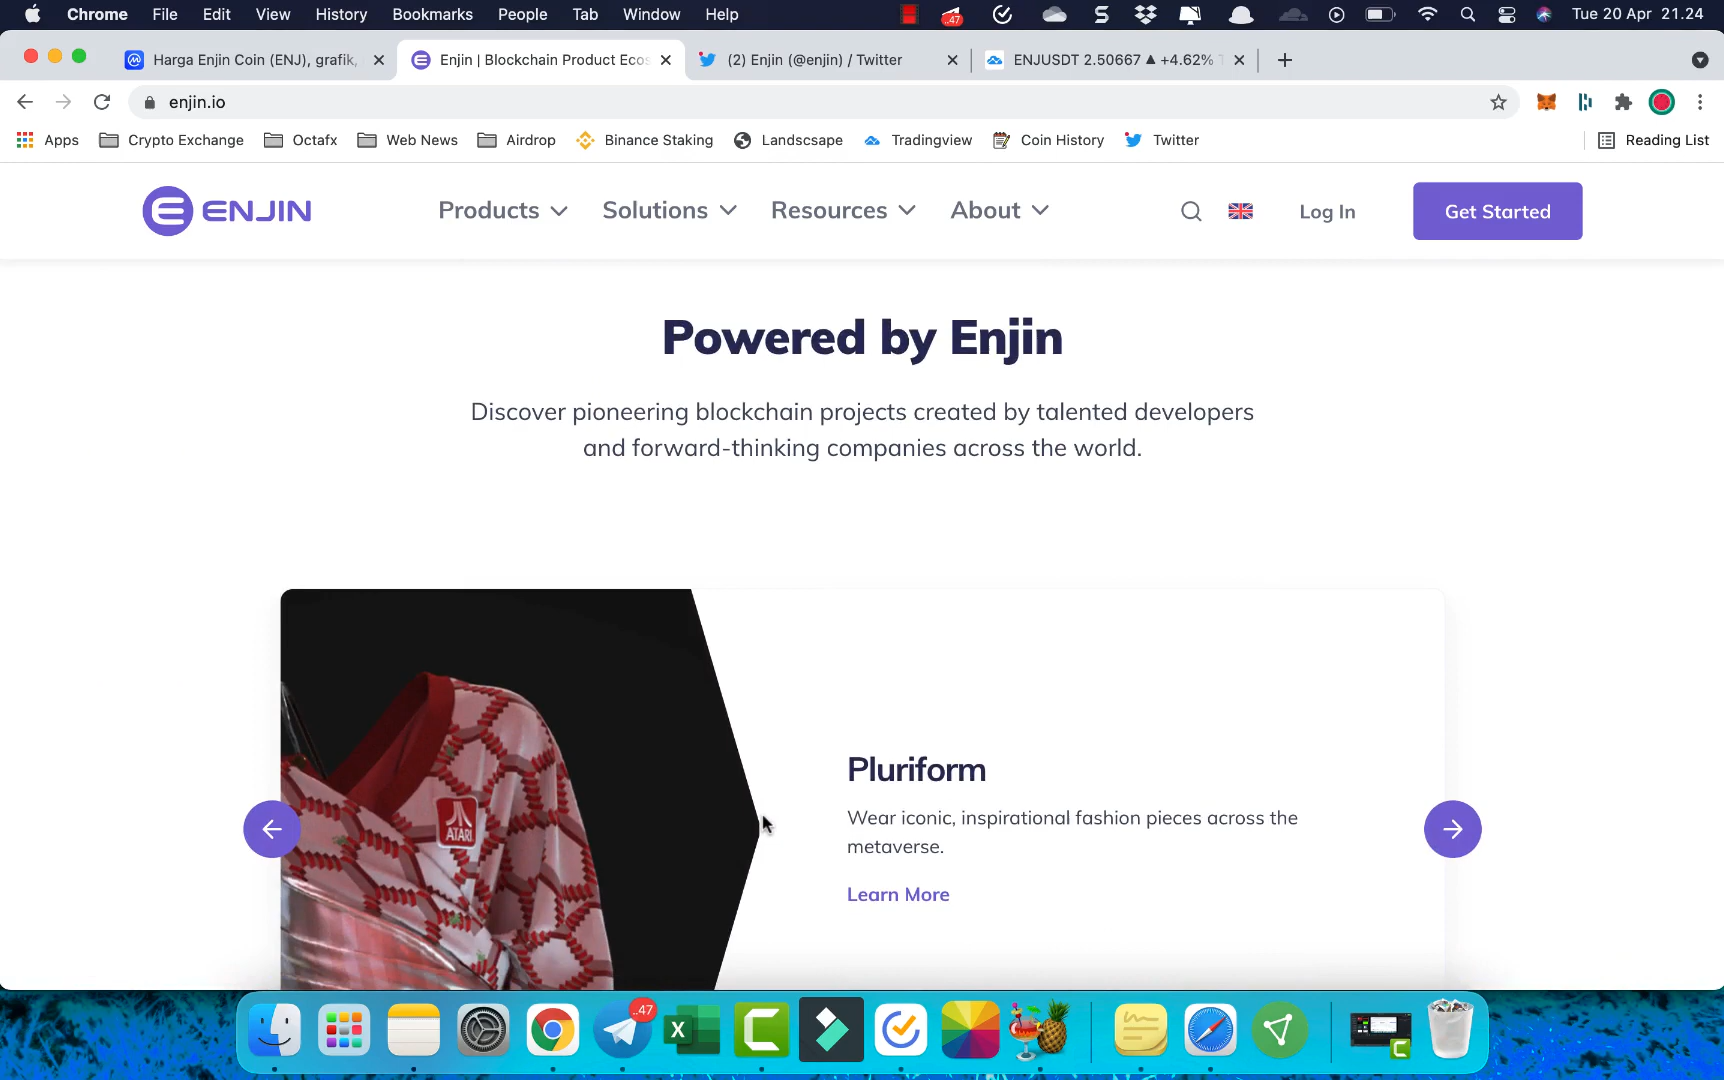 Chrome File Edit View History Bookmarks People Tab Window Help .47 Tue 20 Apr 21.24
Harga Enjin Coin (ENJ), grafik, Enjin | Blockchain Product Ecos (2) Enjin (@enjin) / Twitter ENJUSDT 2.50667 ▲ +4.62%
enjin.io
Apps Crypto Exchange Octafx Web News Airdrop Binance Staking Landscsape Tradingview Coin History Twitter Reading List
ENJIN Products Solutions Resources About Log In Get Started
Powered by Enjin
Discover pioneering blockchain projects created by talented developers
and forward-thinking companies across the world.
ATARI
Pluriform
Wear iconic, inspirational fashion pieces across the
metaverse.
Learn More
..47